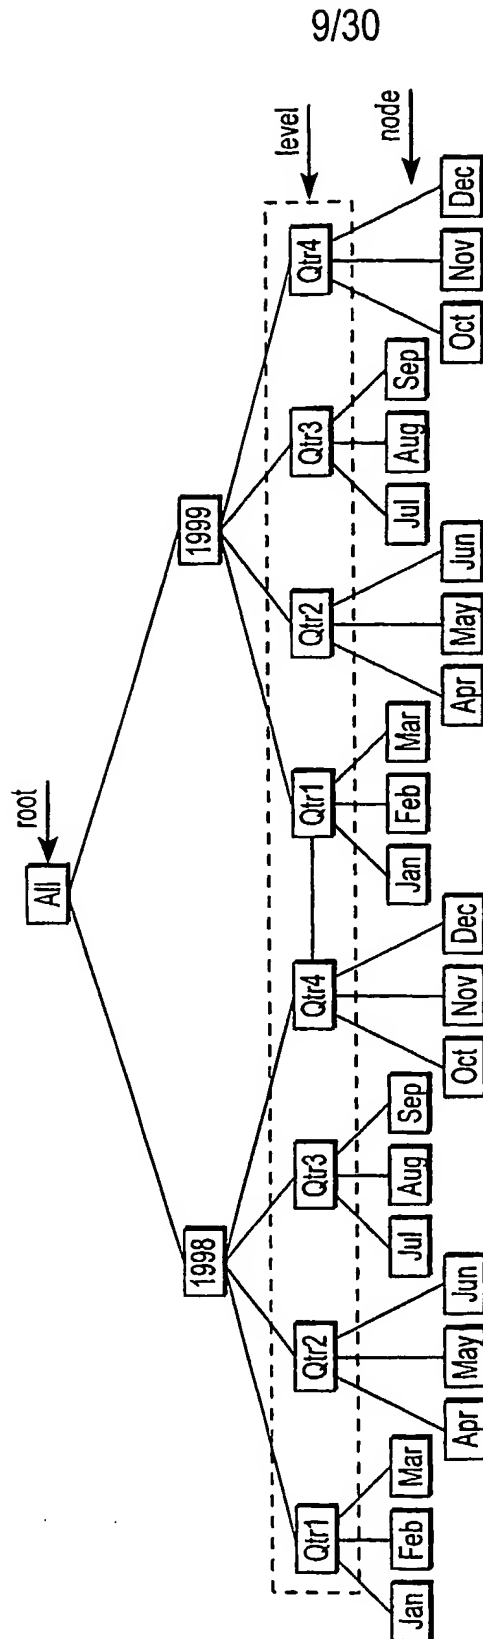 9/30
root
All
1998
1999
level
Qtr1
Qtr2
Qtr3
Qtr4
Qtr1
Qtr2
Qtr3
Qtr4
node
Jan
Feb
Mar
Apr
May
Jun
Jul
Aug
Sep
Oct
Nov
Dec
Jan
Feb
Mar
Apr
May
Jun
Jul
Aug
Sep
Oct
Nov
Dec